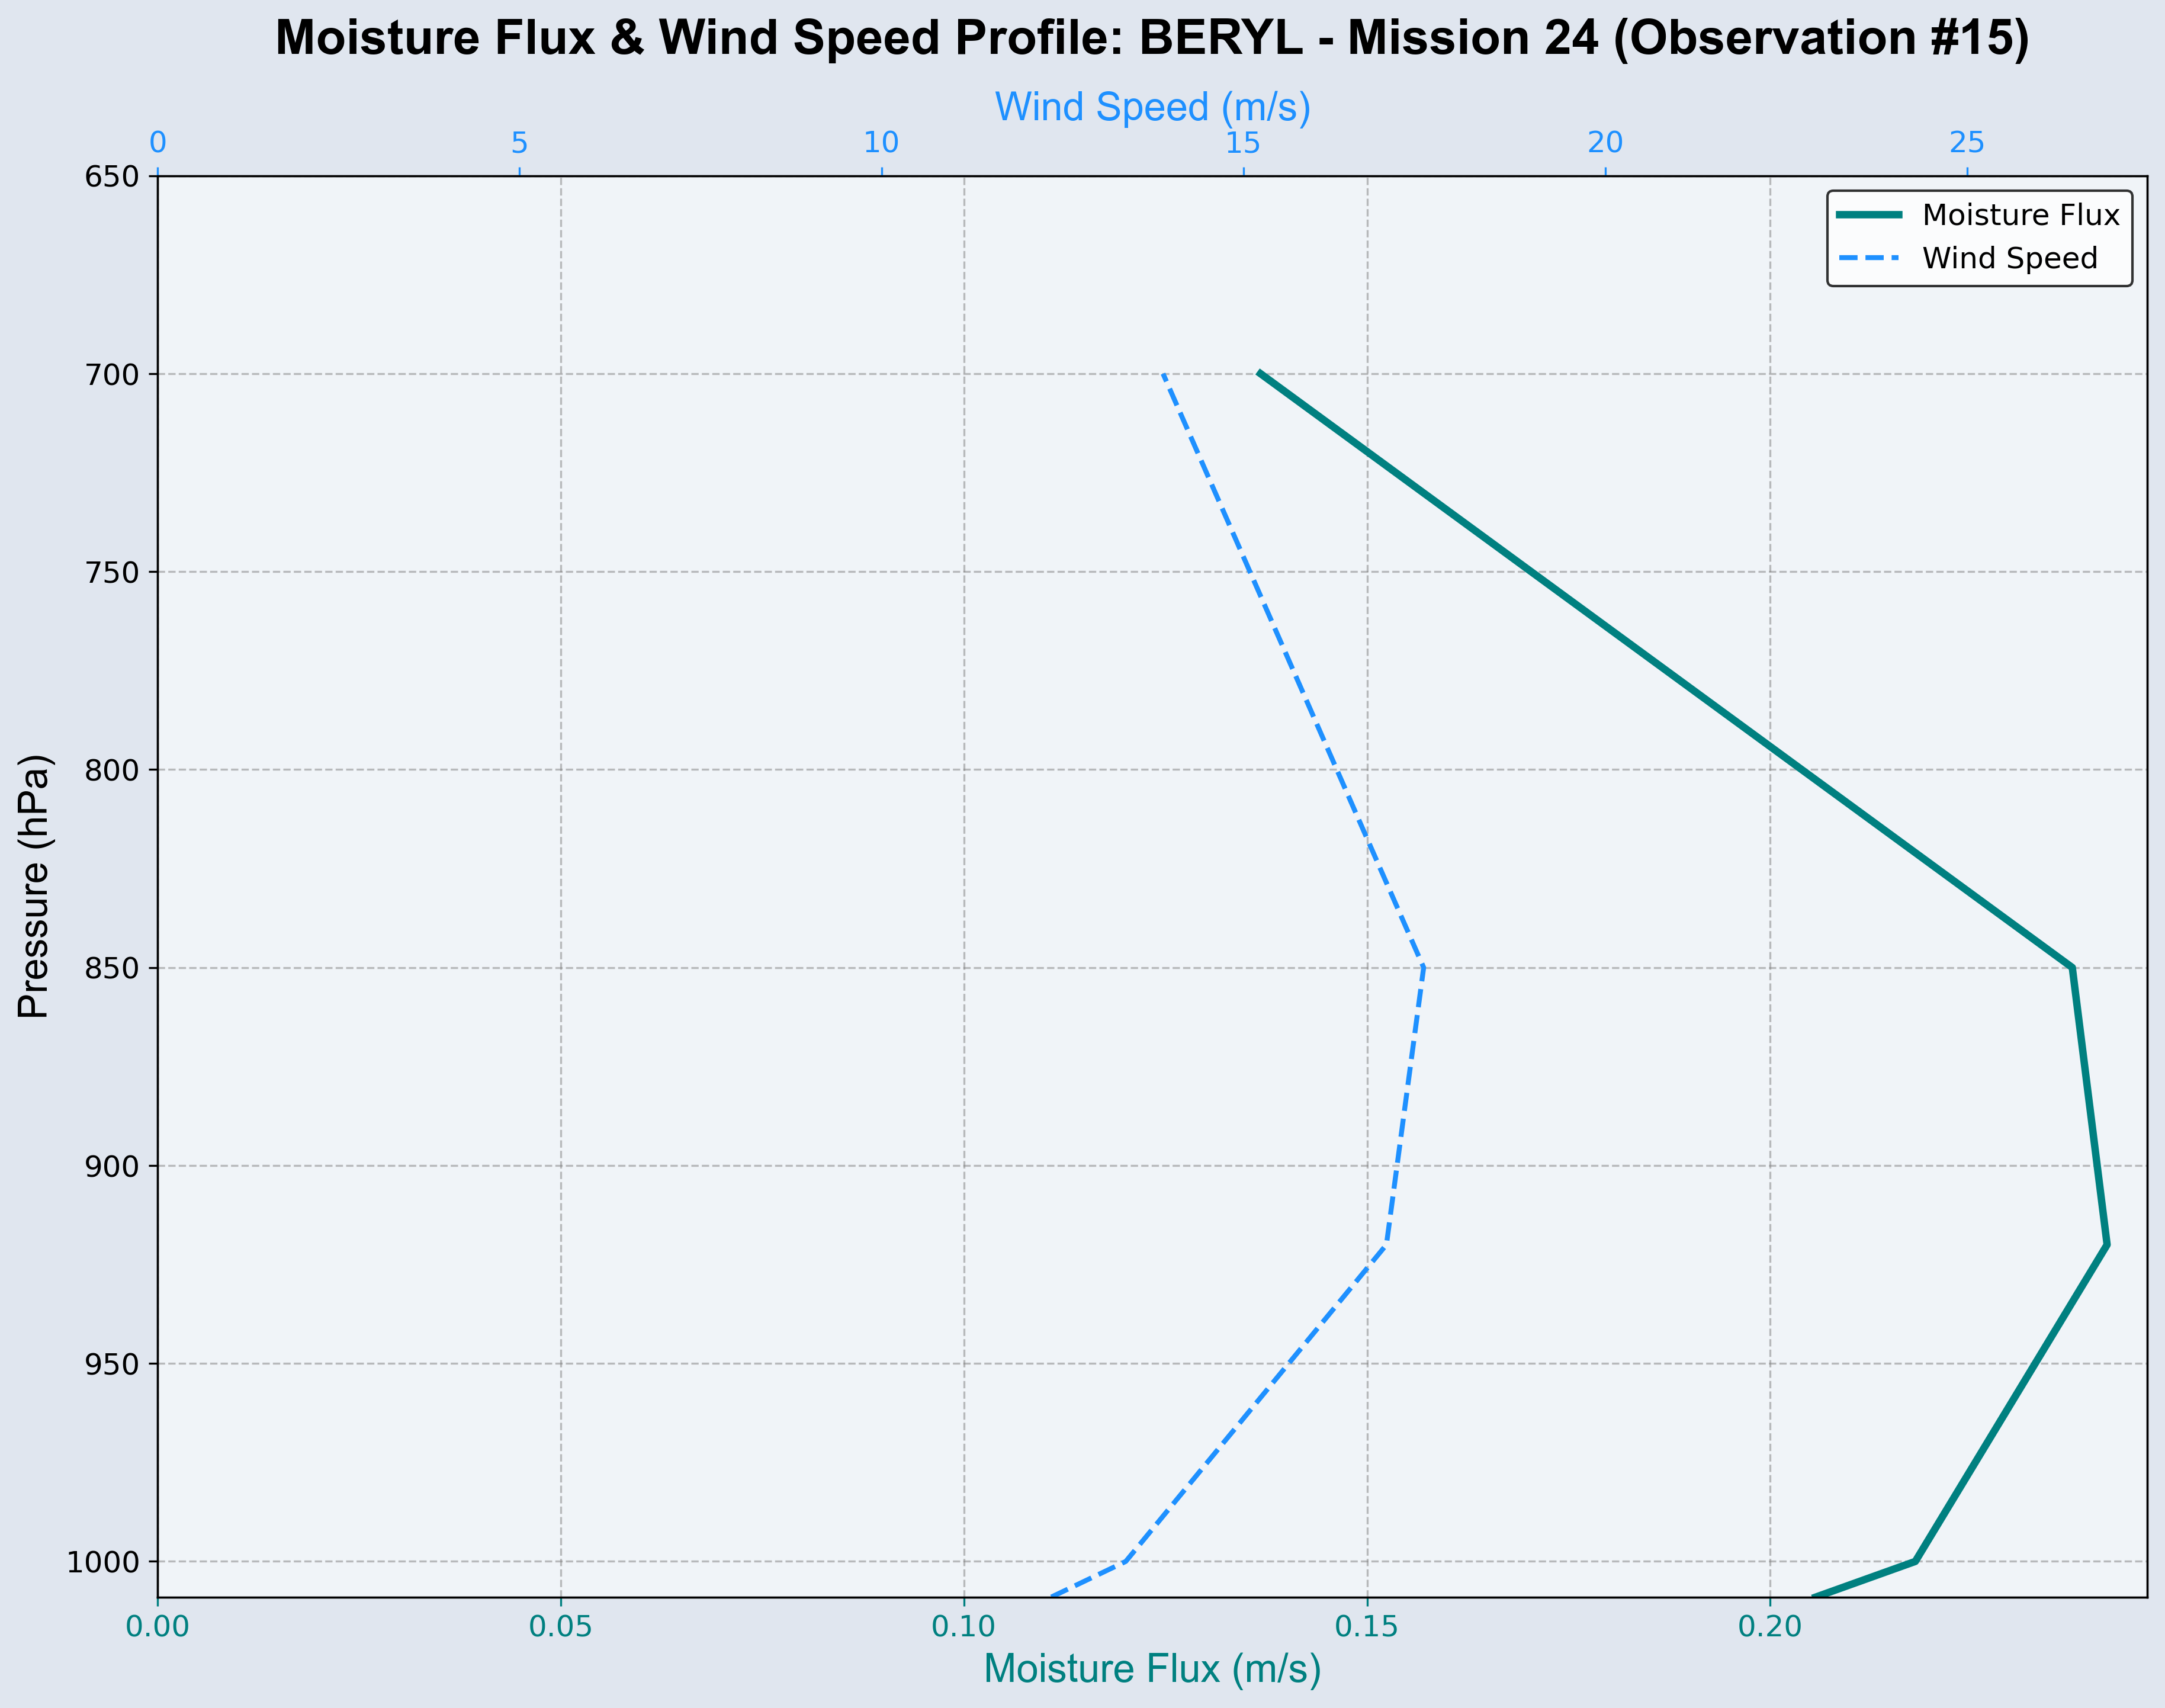 Moisture Flux & Wind Speed Profile: BERYL - Mission 24 (Observation #15)
Wind Speed (m/s)
0 5 10 15 20 25
Moisture Flux
Wind Speed
650
700
750
800
850
900
950
1000
Pressure (hPa)
0.00 0.05 0.10 0.15 0.20
Moisture Flux (m/s)